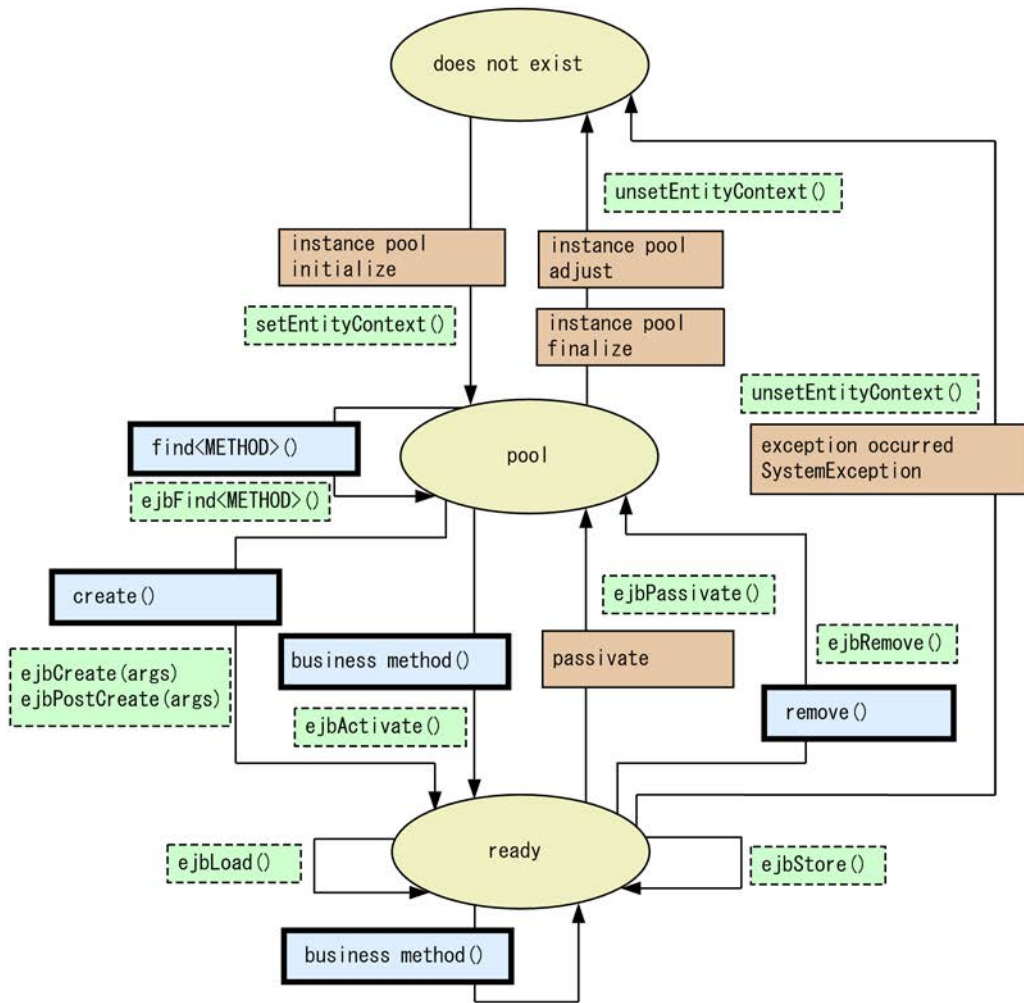 does not exist
unsetEntityContext()
instance pool
initialize
instance pool
adjust
setEntityContext()
instance pool
finalize
unsetEntityContext()
find<METHOD>()
pool
exception occurred
SystemException
ejbFind<METHOD>()
create()
ejbPassivate()
ejbCreate(args)
ejbPostCreate(args)
business method()
passivate
ejbRemove()
ejbActivate()
remove()
ejbLoad()
ready
ejbStore()
business method()